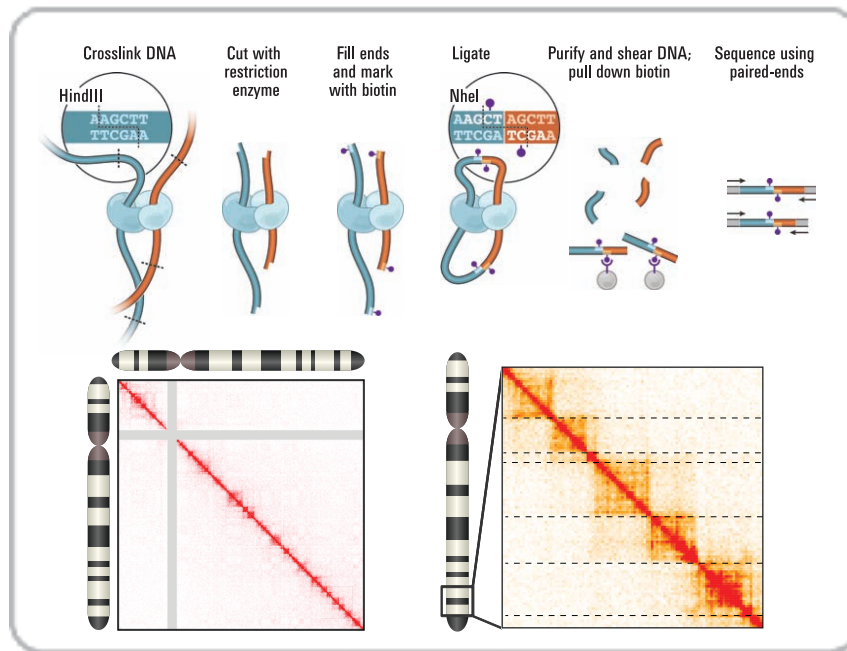 Crosslink DNA
Cut with
restriction
enzyme
Fill ends
and mark
with biotin
Ligate
Purify and shear DNA;
pull down biotin
Sequence using
paired-ends
HindIII
AAGCTT
TTCGAA
NheI
AAGCT AGCTT
TTCGA TCGAA